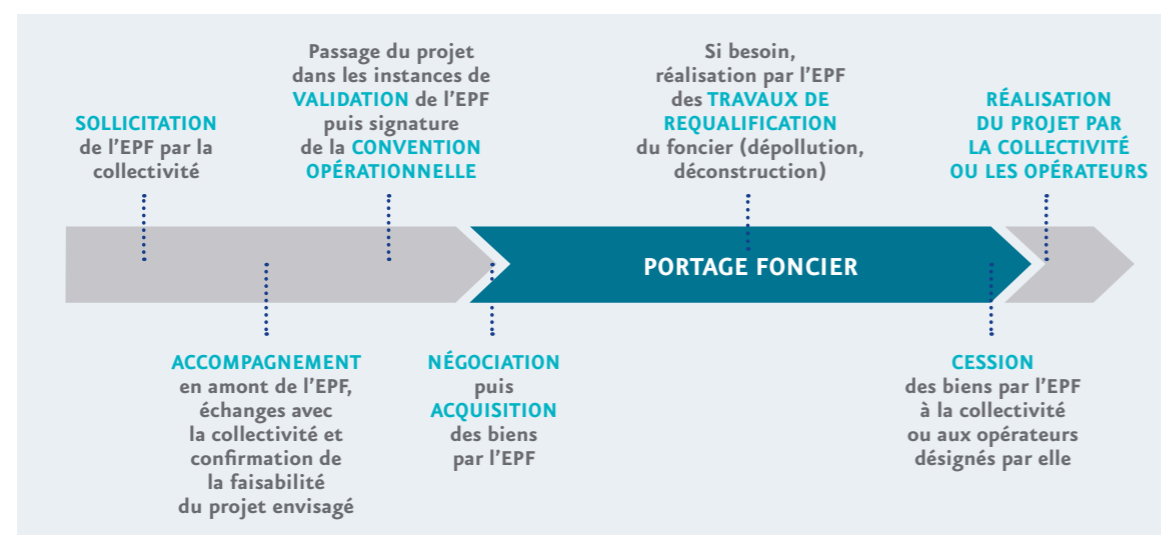 SOLLICITATION
de l’EPF par la
collectivité
Passage du projet
dans les instances de
VALIDATION de l’EPF
puis signature
de la CONVENTION
OPÉRATIONNELLE
Si besoin,
réalisation par l’EPF
des TRAVAUX DE
REQUALIFICATION
du foncier (dépollution,
déconstruction)
RÉALISATION
DU PROJET PAR
LA COLLECTIVITÉ
OU LES OPÉRATEURS
PORTAGE FONCIER
ACCOMPAGNEMENT
en amont de l’EPF,
échanges avec
la collectivité et
confirmation de
la faisabilité
du projet envisagé
NÉGOCIATION
puis
ACQUISITION
des biens
par l’EPF
CESSION
des biens par l’EPF
à la collectivité
ou aux opérateurs
désignés par elle